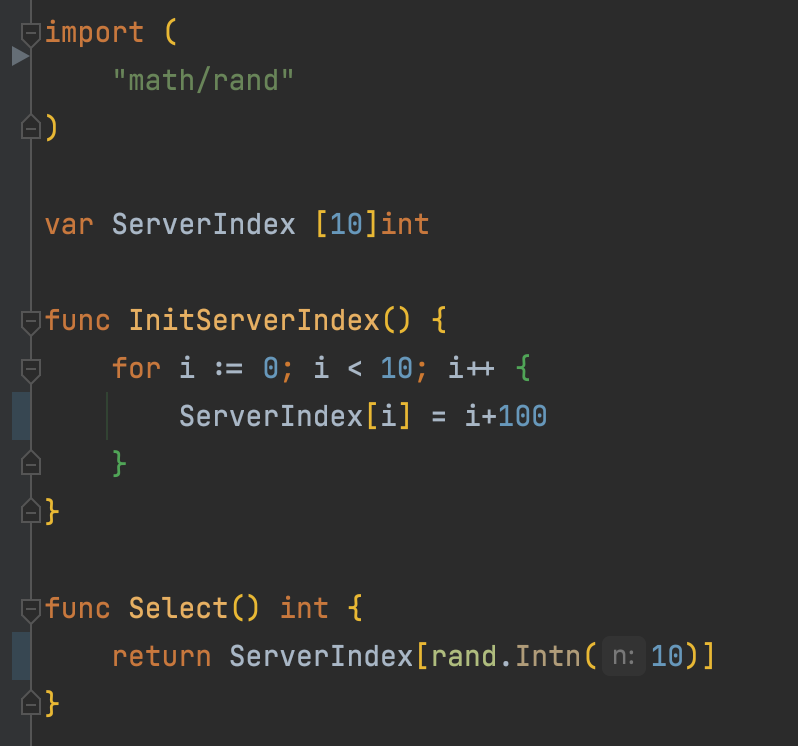 import (
    "math/rand"
)

var ServerIndex [10]int

func InitServerIndex() {
    for i := 0; i < 10; i++ {
        ServerIndex[i] = i+100
    }
}

func Select() int {
    return ServerIndex[rand.Intn( n: 10)]
}